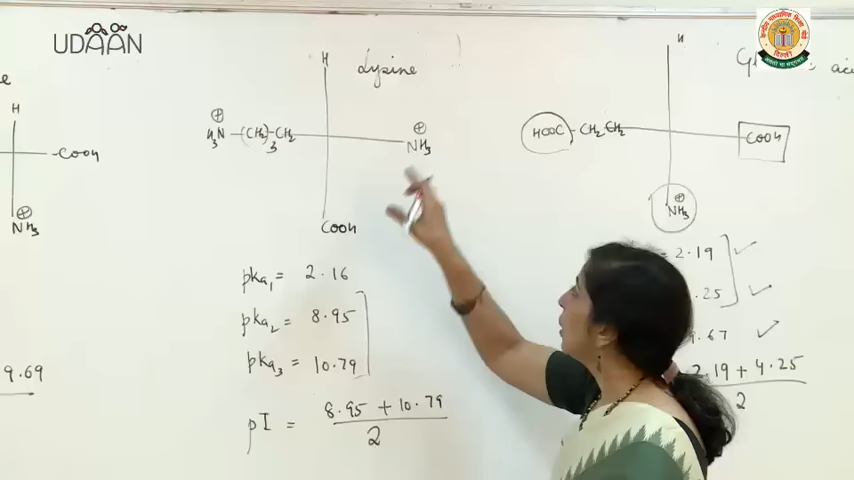 UDAAN
e
H
-COOH
⊕
NH3
9.69
Lysine
H
⊕
H3N-(CH2)3-CH2
⊕
NH3
COOH
pka1 = 2.16
pka2 = 8.95
pka3 = 10.79
pI = 8.95 + 10.79
2
aci
H
HOOC-CH2CH2
COOH
⊕
NH3
= 2.19
.25
9.67
2.19 + 4.25
2